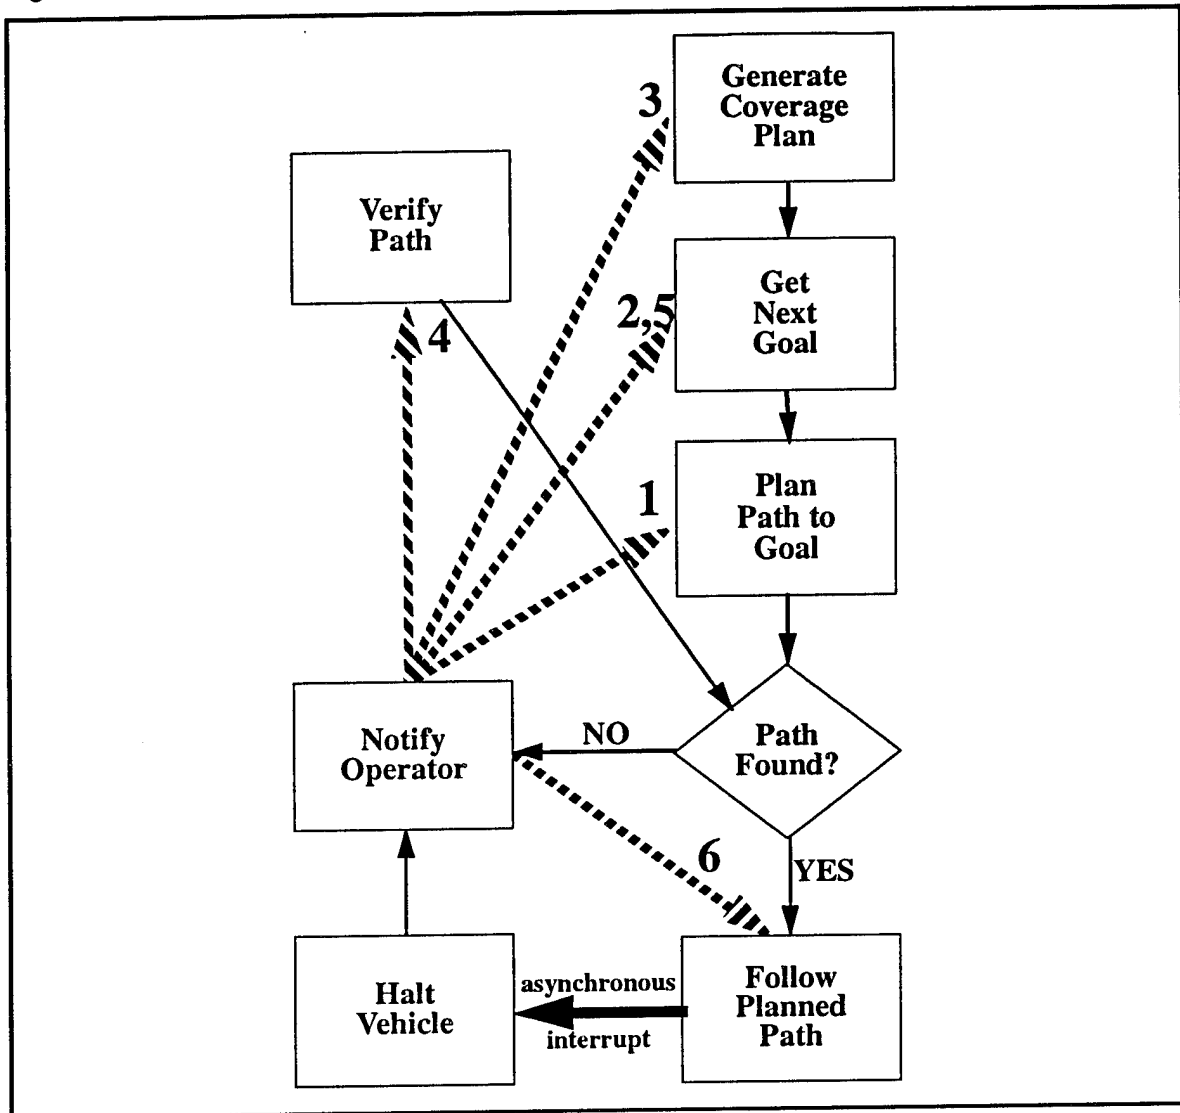 Generate
Coverage
Plan
3
Verify
Path
Get
Next
Goal
2,5
4
Plan
Path to
Goal
1
Notify
Operator
NO
Path
Found?
6
YES
Halt
Vehicle
asynchronous
interrupt
Follow
Planned
Path